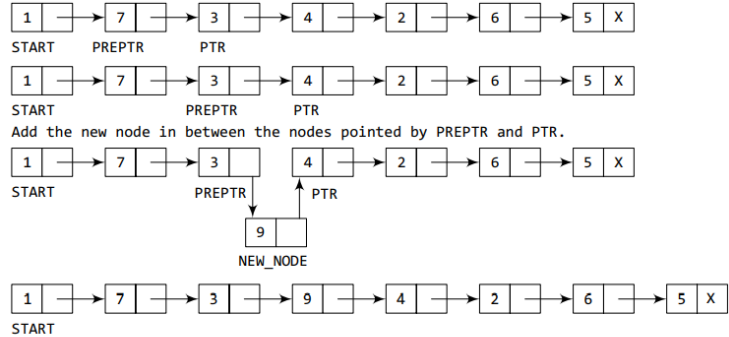 1 7 3 4 2 6 5 X
START PREPTR PTR
1 7 3 4 2 6 5 X
START PREPTR PTR
Add the new node in between the nodes pointed by PREPTR and PTR.
1 7 3 4 2 6 5 X
START PREPTR PTR
9
NEW_NODE
1 7 3 9 4 2 6 5 X
START